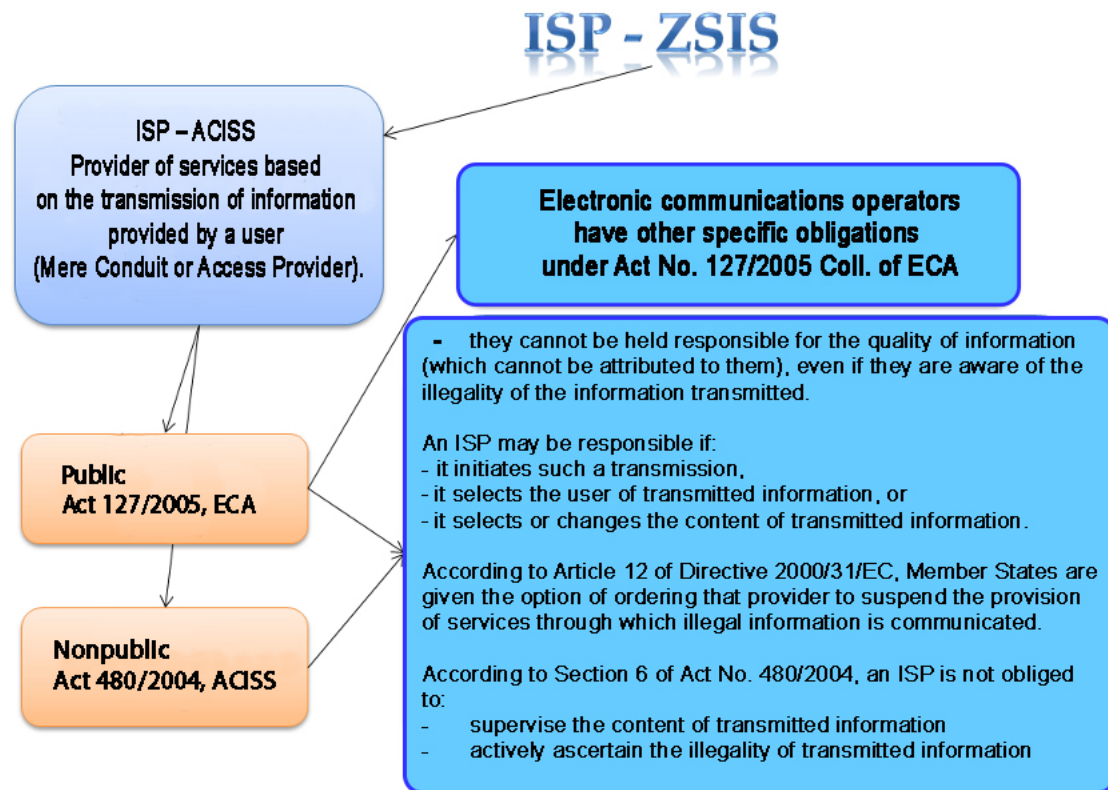 ISP - ZSIS
ISP – ACISS
Provider of services based
on the transmission of information
provided by a user
(Mere Conduit or Access Provider).
Electronic communications operators
have other specific obligations
under Act No. 127/2005 Coll. of ECA
- they cannot be held responsible for the quality of information
(which cannot be attributed to them), even if they are aware of the
illegality of the information transmitted.
An ISP may be responsible if:
- it initiates such a transmission,
- it selects the user of transmitted information, or
- it selects or changes the content of transmitted information.
According to Article 12 of Directive 2000/31/EC, Member States are
given the option of ordering that provider to suspend the provision
of services through which illegal information is communicated.
According to Section 6 of Act No. 480/2004, an ISP is not obliged
to:
- supervise the content of transmitted information
- actively ascertain the illegality of transmitted information
Public
Act 127/2005, ECA
Nonpublic
Act 480/2004, ACISS